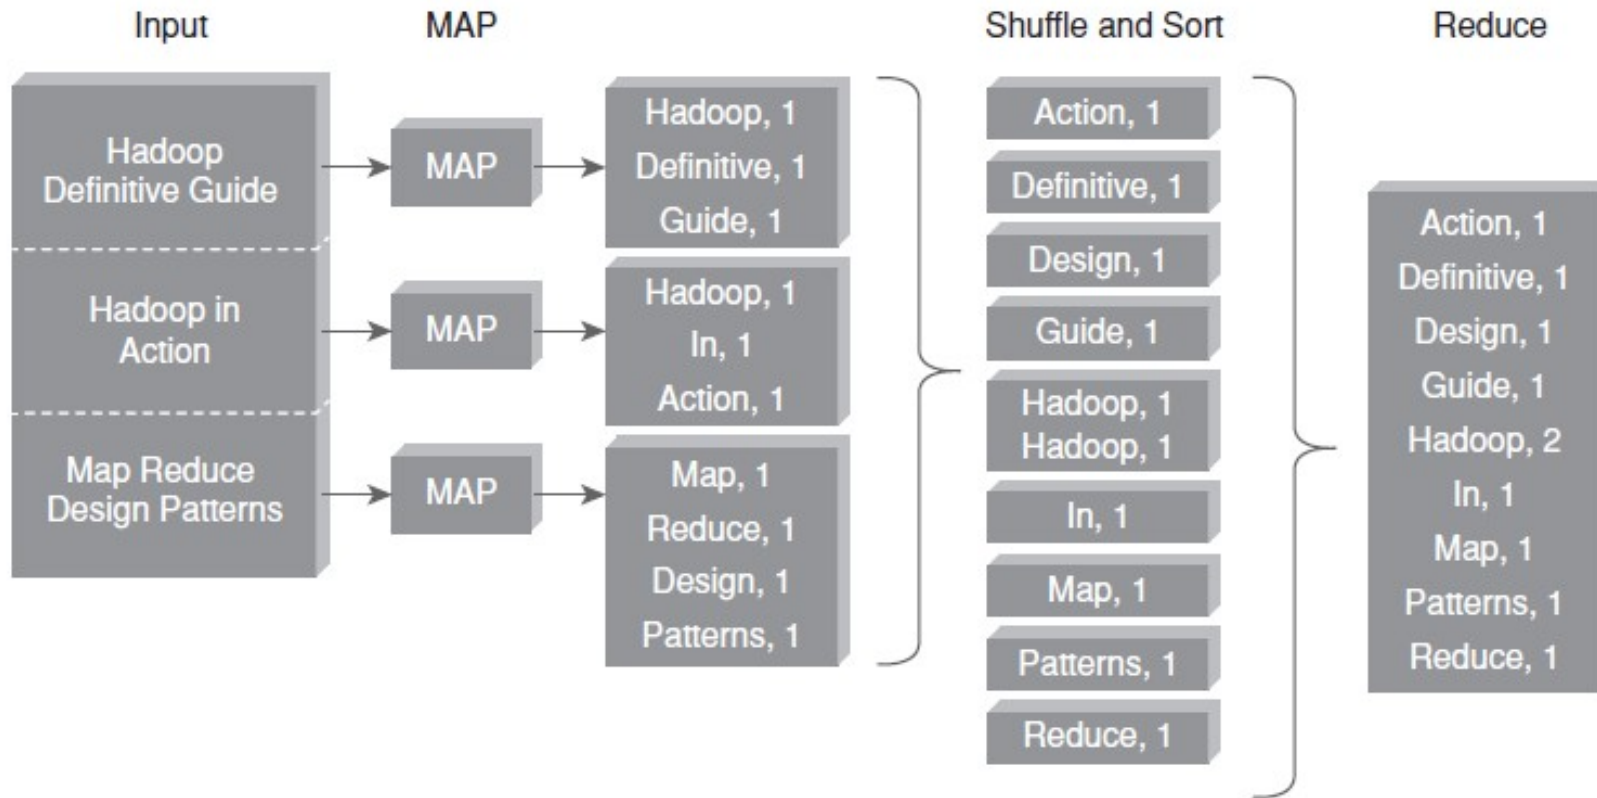 Input
MAP
Shuffle and Sort
Reduce
Hadoop
Definitive Guide
Hadoop in
Action
Map Reduce
Design Patterns
MAP
MAP
MAP
Hadoop, 1
Definitive, 1
Guide, 1
Hadoop, 1
In, 1
Action, 1
Map, 1
Reduce, 1
Design, 1
Patterns, 1
Action, 1
Definitive, 1
Design, 1
Guide, 1
Hadoop, 1
Hadoop, 1
In, 1
Map, 1
Patterns, 1
Reduce, 1
Action, 1
Definitive, 1
Design, 1
Guide, 1
Hadoop, 2
In, 1
Map, 1
Patterns, 1
Reduce, 1